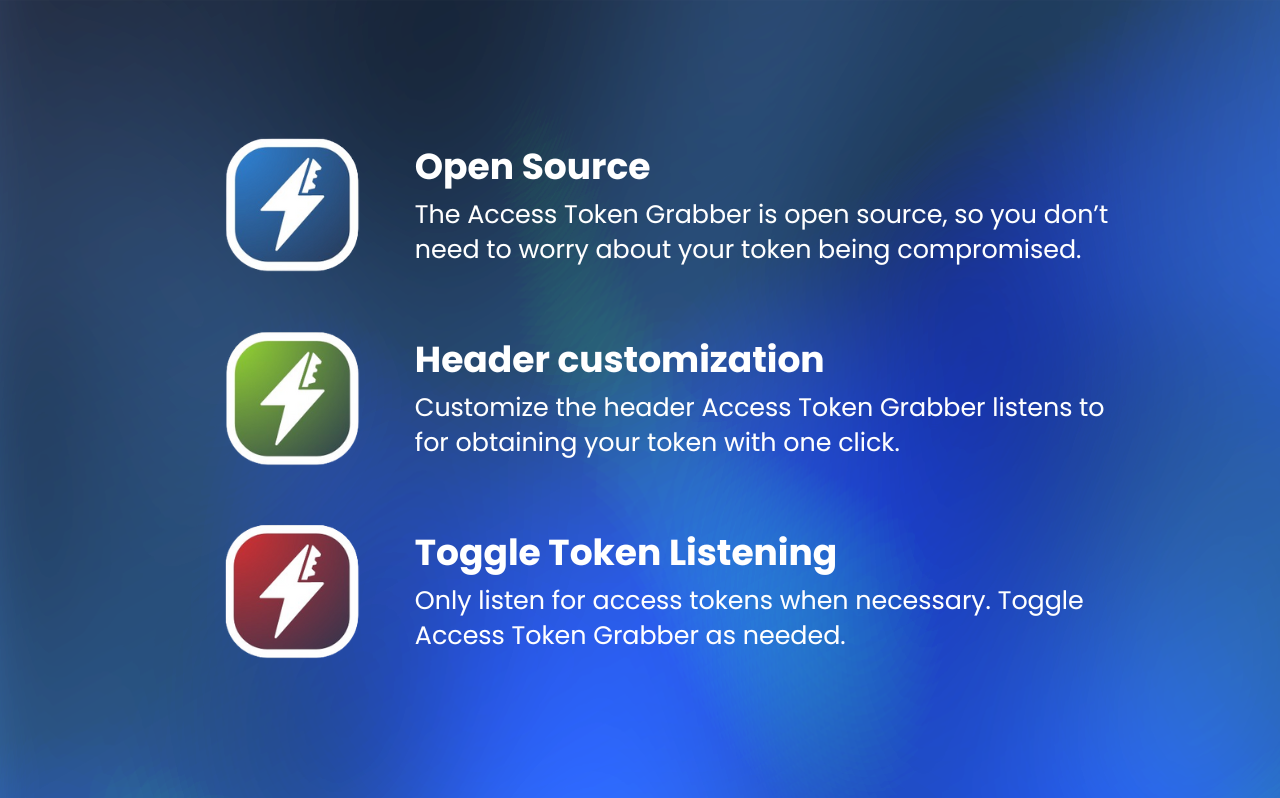 Open Source
The Access Token Grabber is open source, so you don’t
need to worry about your token being compromised.
Header customization
Customize the header Access Token Grabber listens to
for obtaining your token with one click.
Toggle Token Listening
Only listen for access tokens when necessary. Toggle
Access Token Grabber as needed.